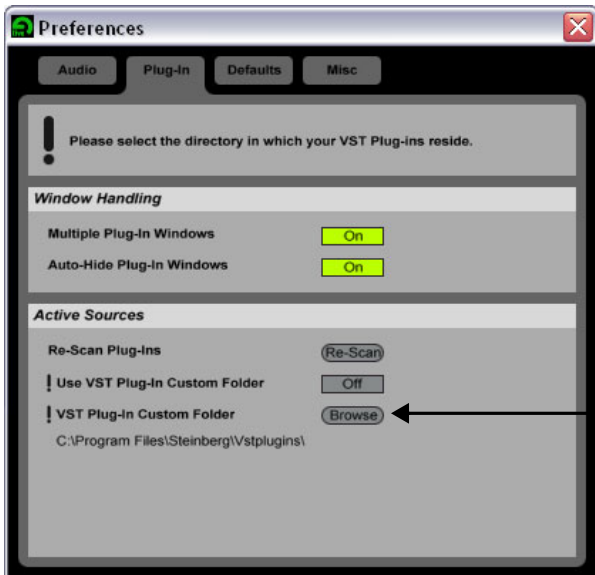 Preferences
Audio Plug-In Defaults Misc
Please select the directory in which your VST Plug-ins reside.
Window Handling
Multiple Plug-In Windows On
Auto-Hide Plug-In Windows On
Active Sources
Re-Scan Plug-Ins Re-Scan
! Use VST Plug-In Custom Folder Off
! VST Plug-In Custom Folder Browse
C:\Program Files\Steinberg\Vstplugins\